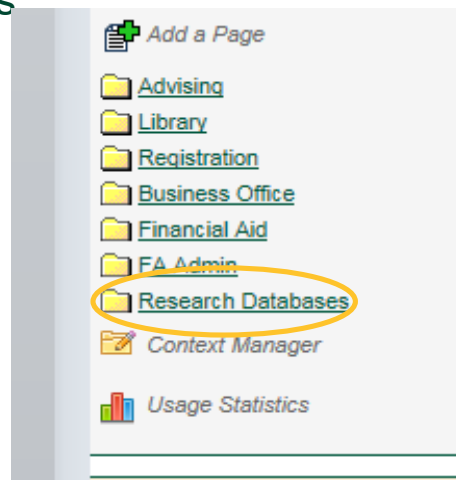 s
Add a Page
Advising
Library
Registration
Business Office
Financial Aid
FA Admin
Research Databases
Context Manager
Usage Statistics